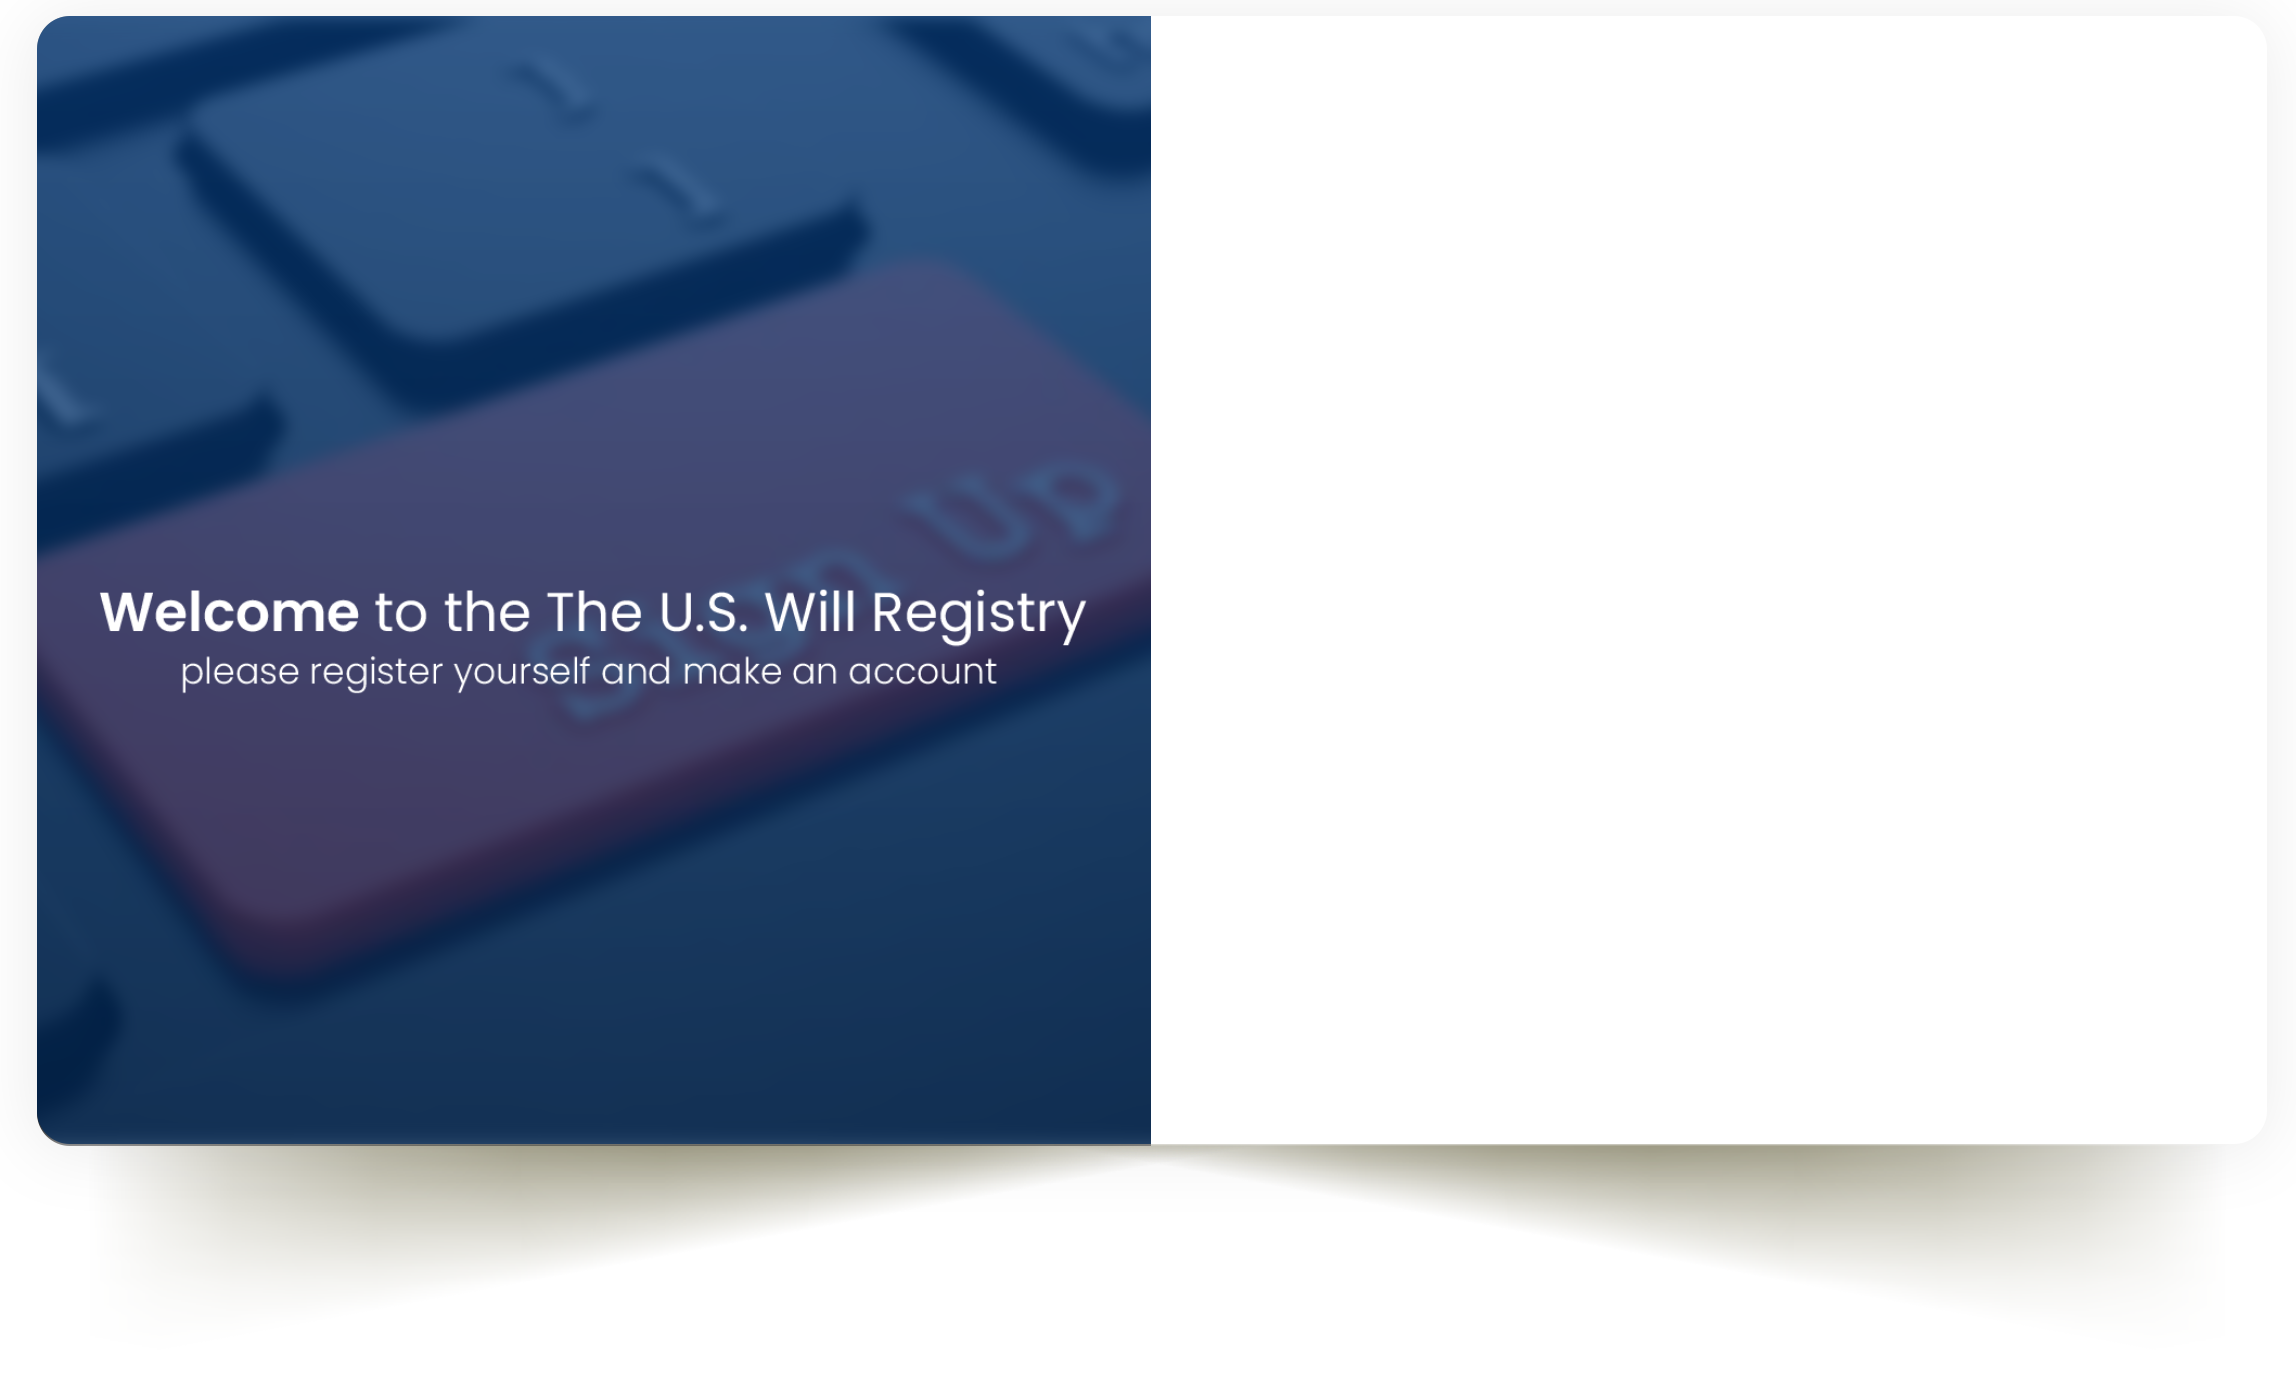 Sign Up
Welcome to the The U.S. Will Registry
please register yourself and make an account